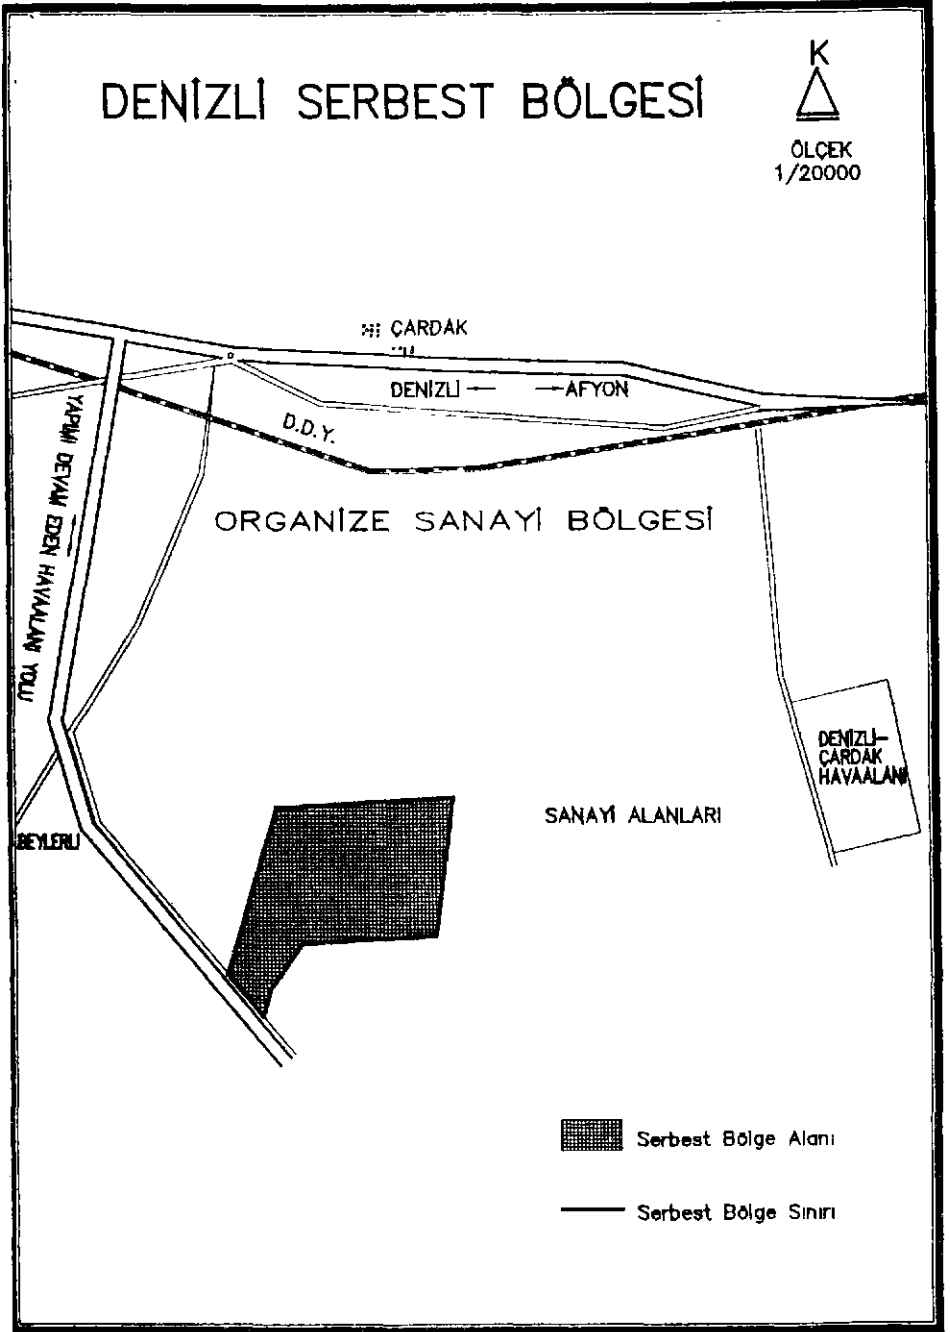 DENİZLİ SERBEST BÖLGESİ
K
ÖLÇEK
1/20000
ÇARDAK
DENİZLİ
AFYON
D.D.Y.
YAPIMI DEVAM EDEN HAVAALANI YOLU
ORGANİZE SANAYİ BÖLGESİ
DENİZLİ-
ÇARDAK
HAVAALANI
SANAYİ ALANLARI
BEYLERLİ
Serbest Bölge Alanı
Serbest Bölge Sınırı